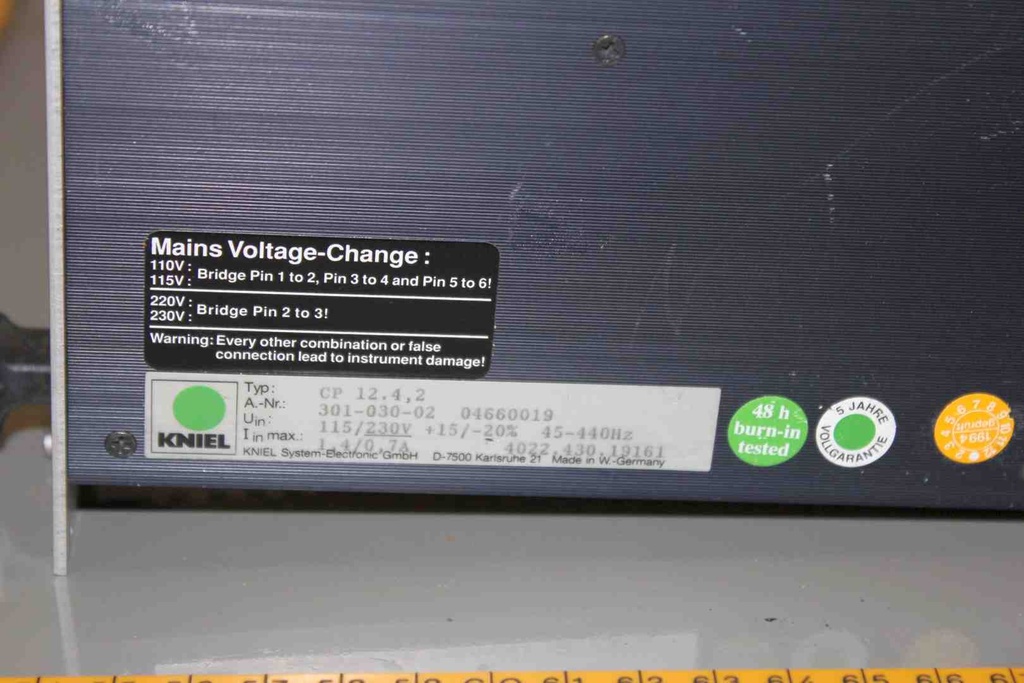 Mains Voltage-Change :
110V :
115V : Bridge Pin 1 to 2, Pin 3 to 4 and Pin 5 to 6!
220V :
230V : Bridge Pin 2 to 3!
Warning: Every other combination or false
connection lead to instrument damage!
KNIEL
Typ: CP 12.4,2
A.-Nr.: 301-030-02 04660019
Uin: 115/230V +15/-20% 45-440Hz
I in max.: 1,4/0,7A 4022.430.19161
KNIEL System-Electronic GmbH D-7500 Karlsruhe 21 Made in W.-Germany
48 h
burn-in
tested
5 JAHRE
VOLLGARANTIE
1994
geprüft